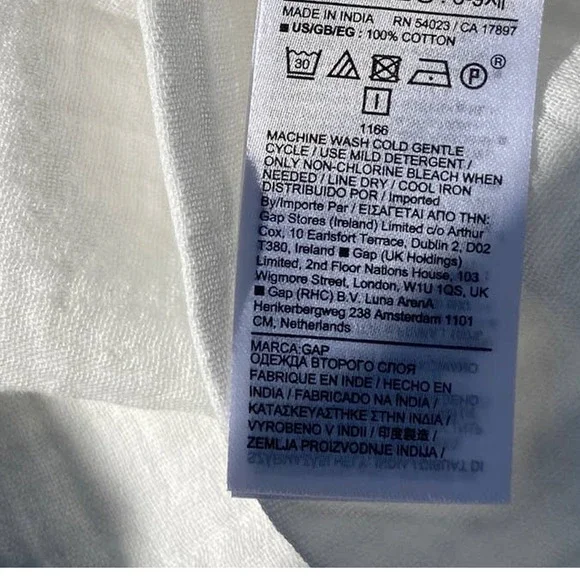 MADE IN INDIA RN 54023 / CA 17897
■ US/GB/EG : 100% COTTON
30
P ®
1166
MACHINE WASH COLD GENTLE
CYCLE / USE MILD DETERGENT /
ONLY NON-CHLORINE BLEACH WHEN
NEEDED / LINE DRY / COOL IRON
DISTRIBUIDO POR / Imported
By/Importe Par / ΕΙΣΑΓΕΤΑΙ ΑΠΟ ΤΗΝ:
Gap Stores (Ireland) Limited c/o Arthur
Cox, 10 Earlsfort Terrace, Dublin 2, D02
T380, Ireland ■ Gap (UK Holdings)
Limited, 2nd Floor Nations House, 103
Wigmore Street, London, W1U 1QS, UK
■ Gap (RHC) B.V. Luna ArenA
Herikerbergweg 238 Amsterdam 1101
CM, Netherlands
MARCA:GAP
ОДЕЖДА ВТОРОГО СЛОЯ
FABRIQUE EN INDE / HECHO EN
INDIA / FABRICADO NA ÍNDIA /
ΚΑΤΑΣΚΕΥΑΣΤΗΚΕ ΣΤΗΝ ΙΝΔΙΑ /
VYROBENO V INDII / 印度製造 /
ZEMLJA PROIZVODNJE INDIJA /